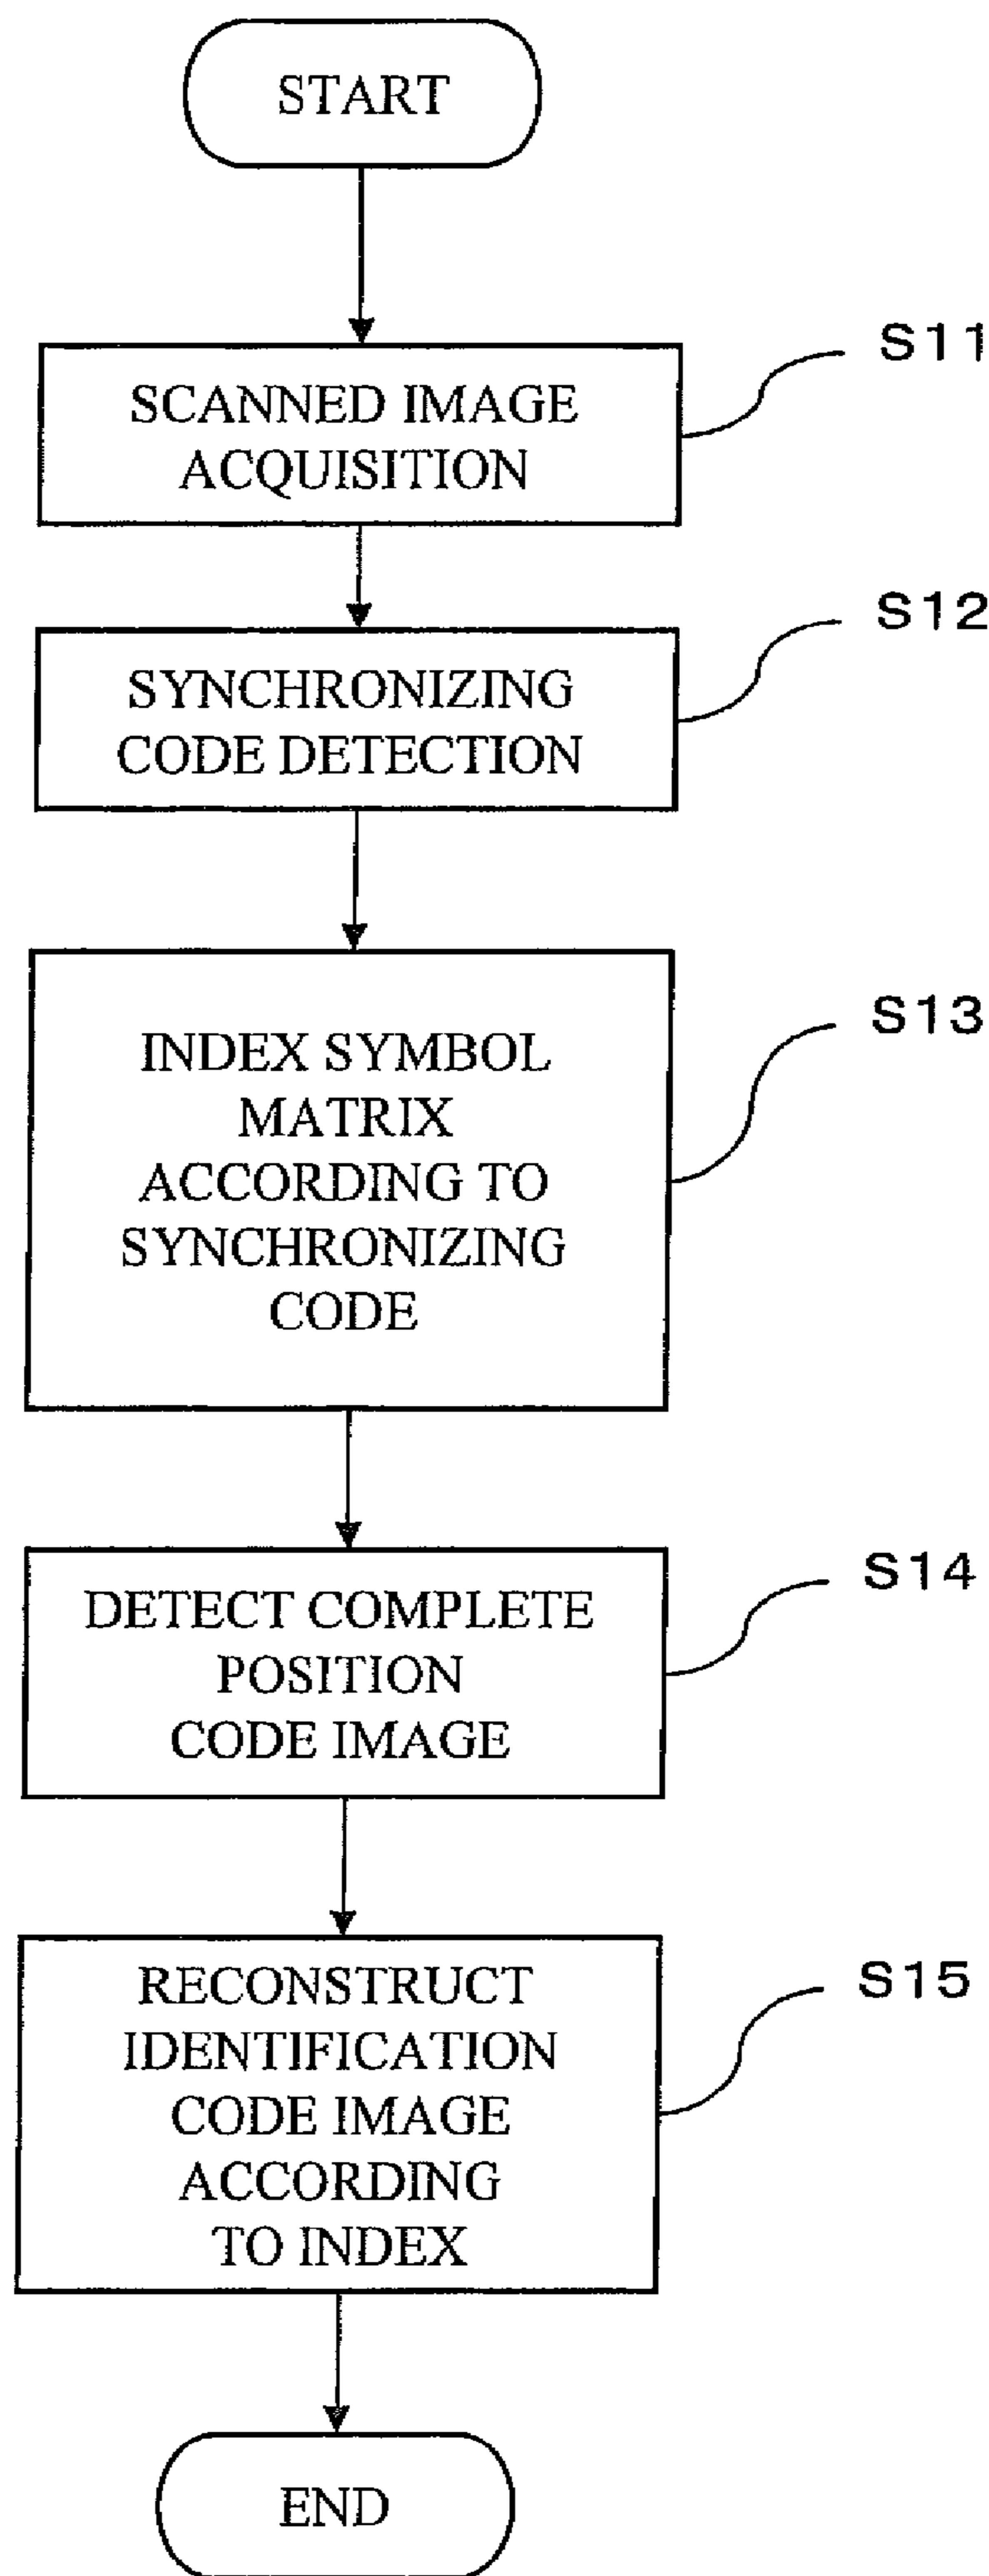 START
S11
SCANNED IMAGE
ACQUISITION
S12
SYNCHRONIZING
CODE DETECTION
S13
INDEX SYMBOL
MATRIX
ACCORDING TO
SYNCHRONIZING
CODE
S14
DETECT COMPLETE
POSITION
CODE IMAGE
S15
RECONSTRUCT
IDENTIFICATION
CODE IMAGE
ACCORDING
TO INDEX
END